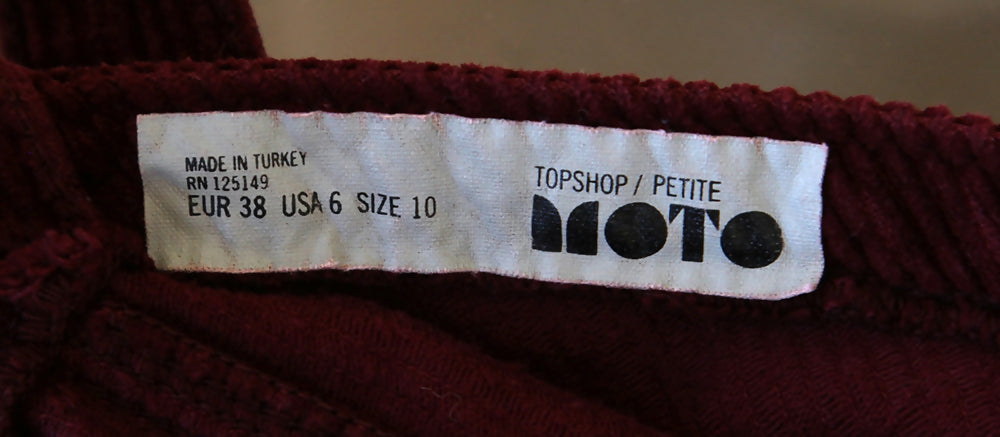 MADE IN TURKEY
RN 125149
EUR 38 USA 6 SIZE 10
TOPSHOP / PETITE
MOTO